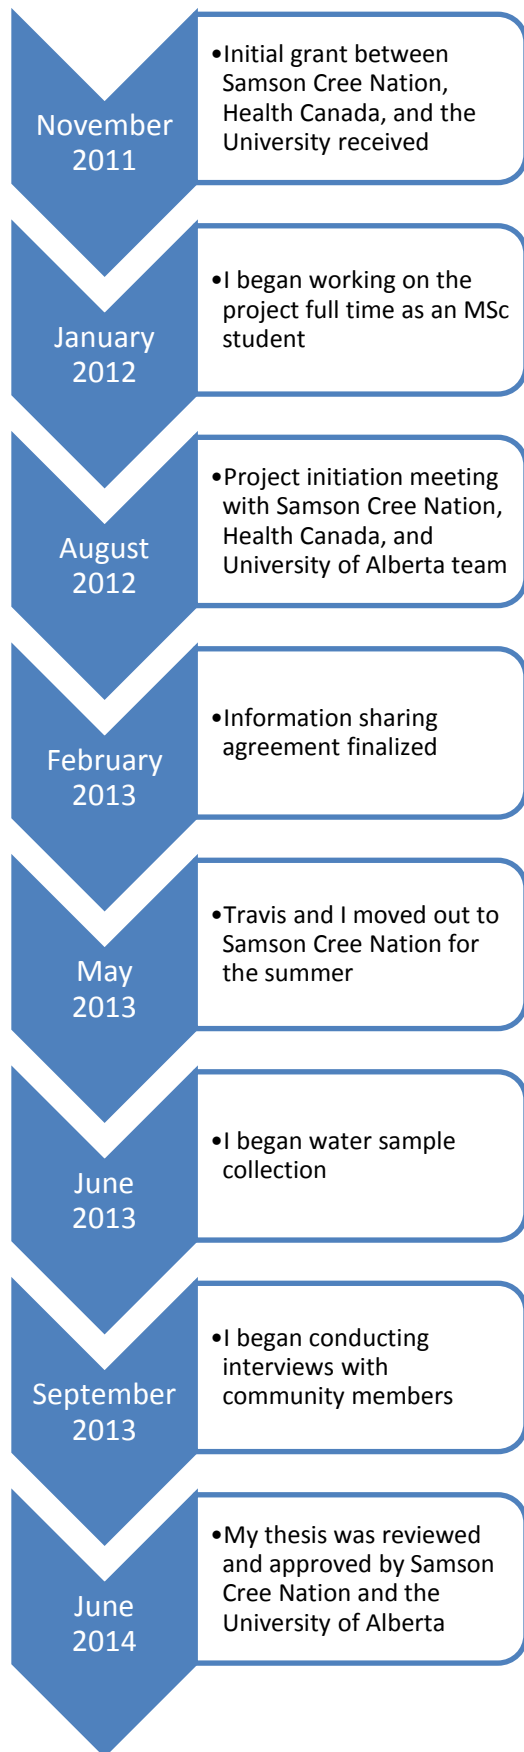 November
2011
•Initial grant between
Samson Cree Nation,
Health Canada, and the
University received
January
2012
•I began working on the
project full time as an MSc
student
August
2012
•Project initiation meeting
with Samson Cree Nation,
Health Canada, and
University of Alberta team
February
2013
•Information sharing
agreement finalized
May
2013
•Travis and I moved out to
Samson Cree Nation for
the summer
June
2013
•I began water sample
collection
September
2013
•I began conducting
interviews with
community members
June
2014
•My thesis was reviewed
and approved by Samson
Cree Nation and the
University of Alberta